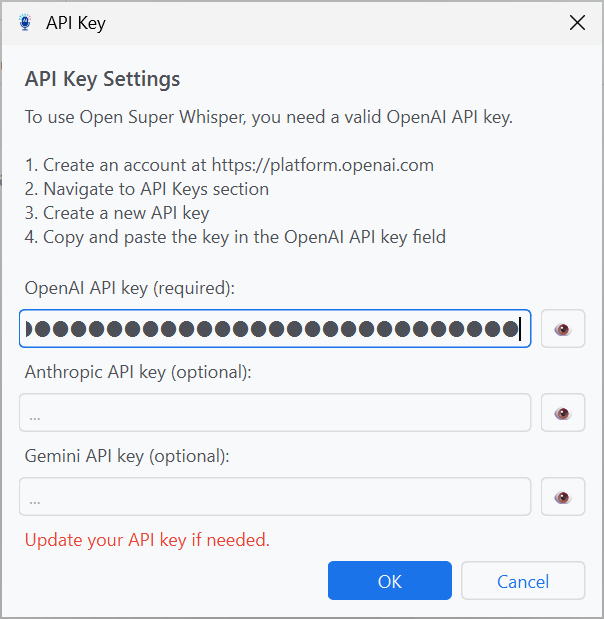 API Key
API Key Settings
To use Open Super Whisper, you need a valid OpenAI API key.
1. Create an account at https://platform.openai.com
2. Navigate to API Keys section
3. Create a new API key
4. Copy and paste the key in the OpenAI API key field
OpenAI API key (required):
Anthropic API key (optional):
...
Gemini API key (optional):
...
Update your API key if needed.
OK Cancel